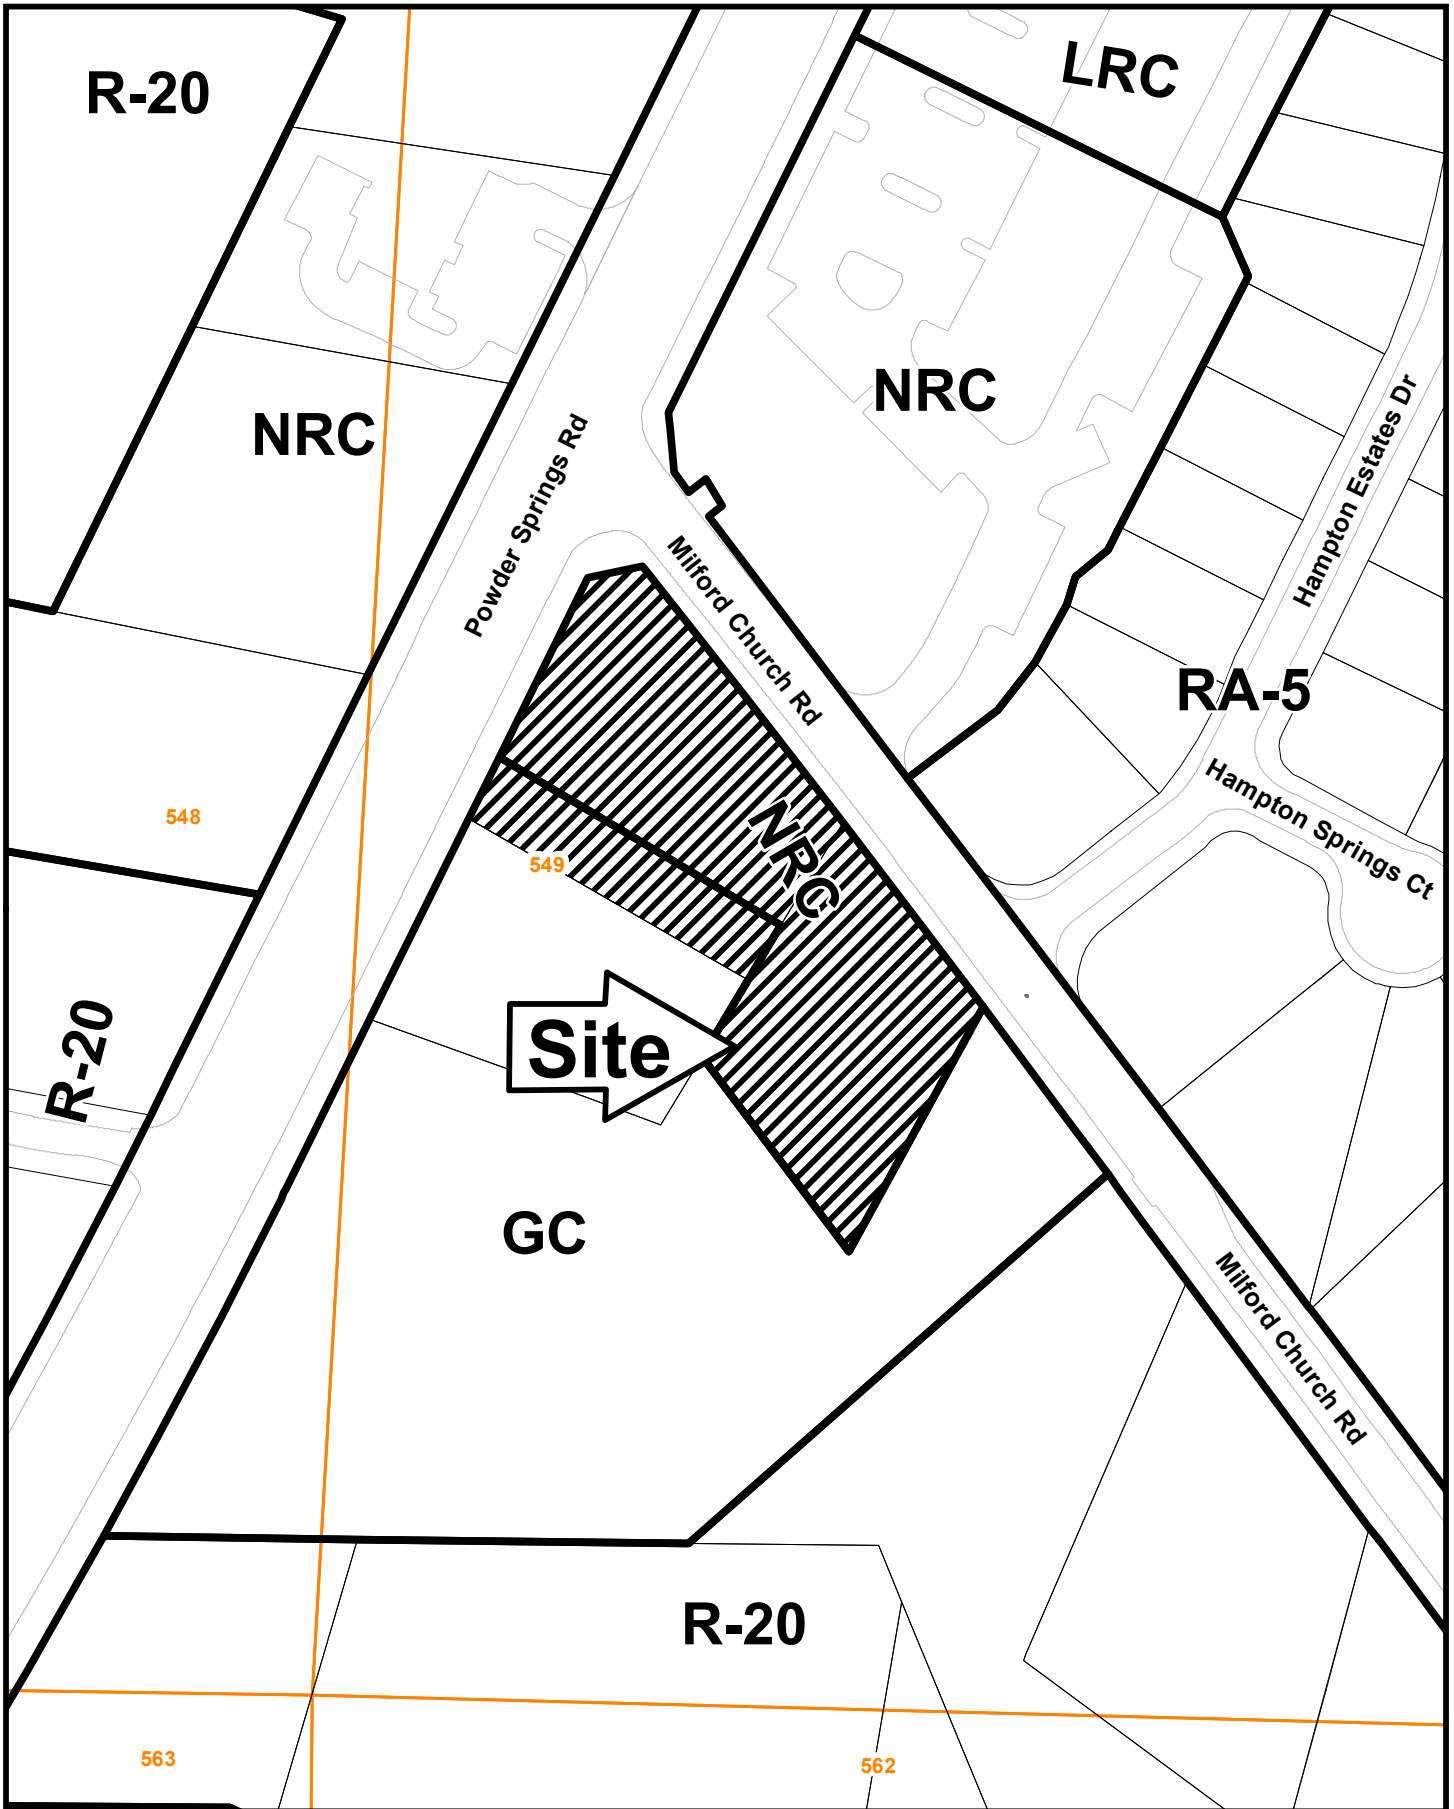 R-20
LRC
NRC
NRC
Powder Springs Rd
Hampton Estates Dr
Milford Church Rd
RA-5
Hampton Springs Ct
548
549
NRC
R-20
Site
GC
Milford Church Rd
R-20
563
562